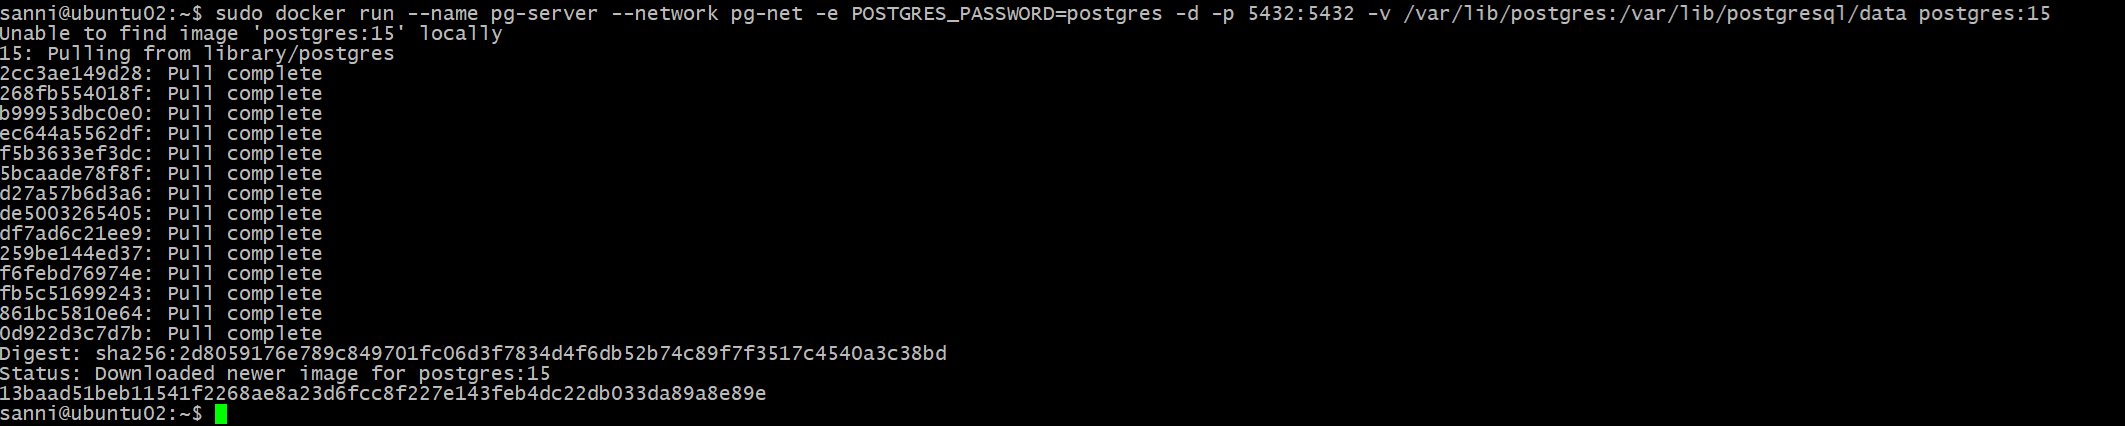 sanni@ubuntu02:~$ sudo docker run --name pg-server --network pg-net -e POSTGRES_PASSWORD=postgres -d -p 5432:5432 -v /var/lib/postgres:/var/lib/postgresql/data postgres:15
Unable to find image 'postgres:15' locally
15: Pulling from library/postgres
2cc3ae149d28: Pull complete
268fb554018f: Pull complete
b99953dbc0e0: Pull complete
ec644a5562df: Pull complete
f5b3633ef3dc: Pull complete
5bcaade78f8f: Pull complete
d27a57b6d3a6: Pull complete
de5003265405: Pull complete
df7ad6c21ee9: Pull complete
259be144ed37: Pull complete
f6febd76974e: Pull complete
fb5c51699243: Pull complete
861bc5810e64: Pull complete
0d922d3c7d7b: Pull complete
Digest: sha256:2d8059176e789c849701fc06d3f7834d4f6db52b74c89f7f3517c4540a3c38bd
Status: Downloaded newer image for postgres:15
13baad51beb11541f2268ae8a23d6fcc8f227e143feb4dc22db033da89a8e89e
sanni@ubuntu02:~$